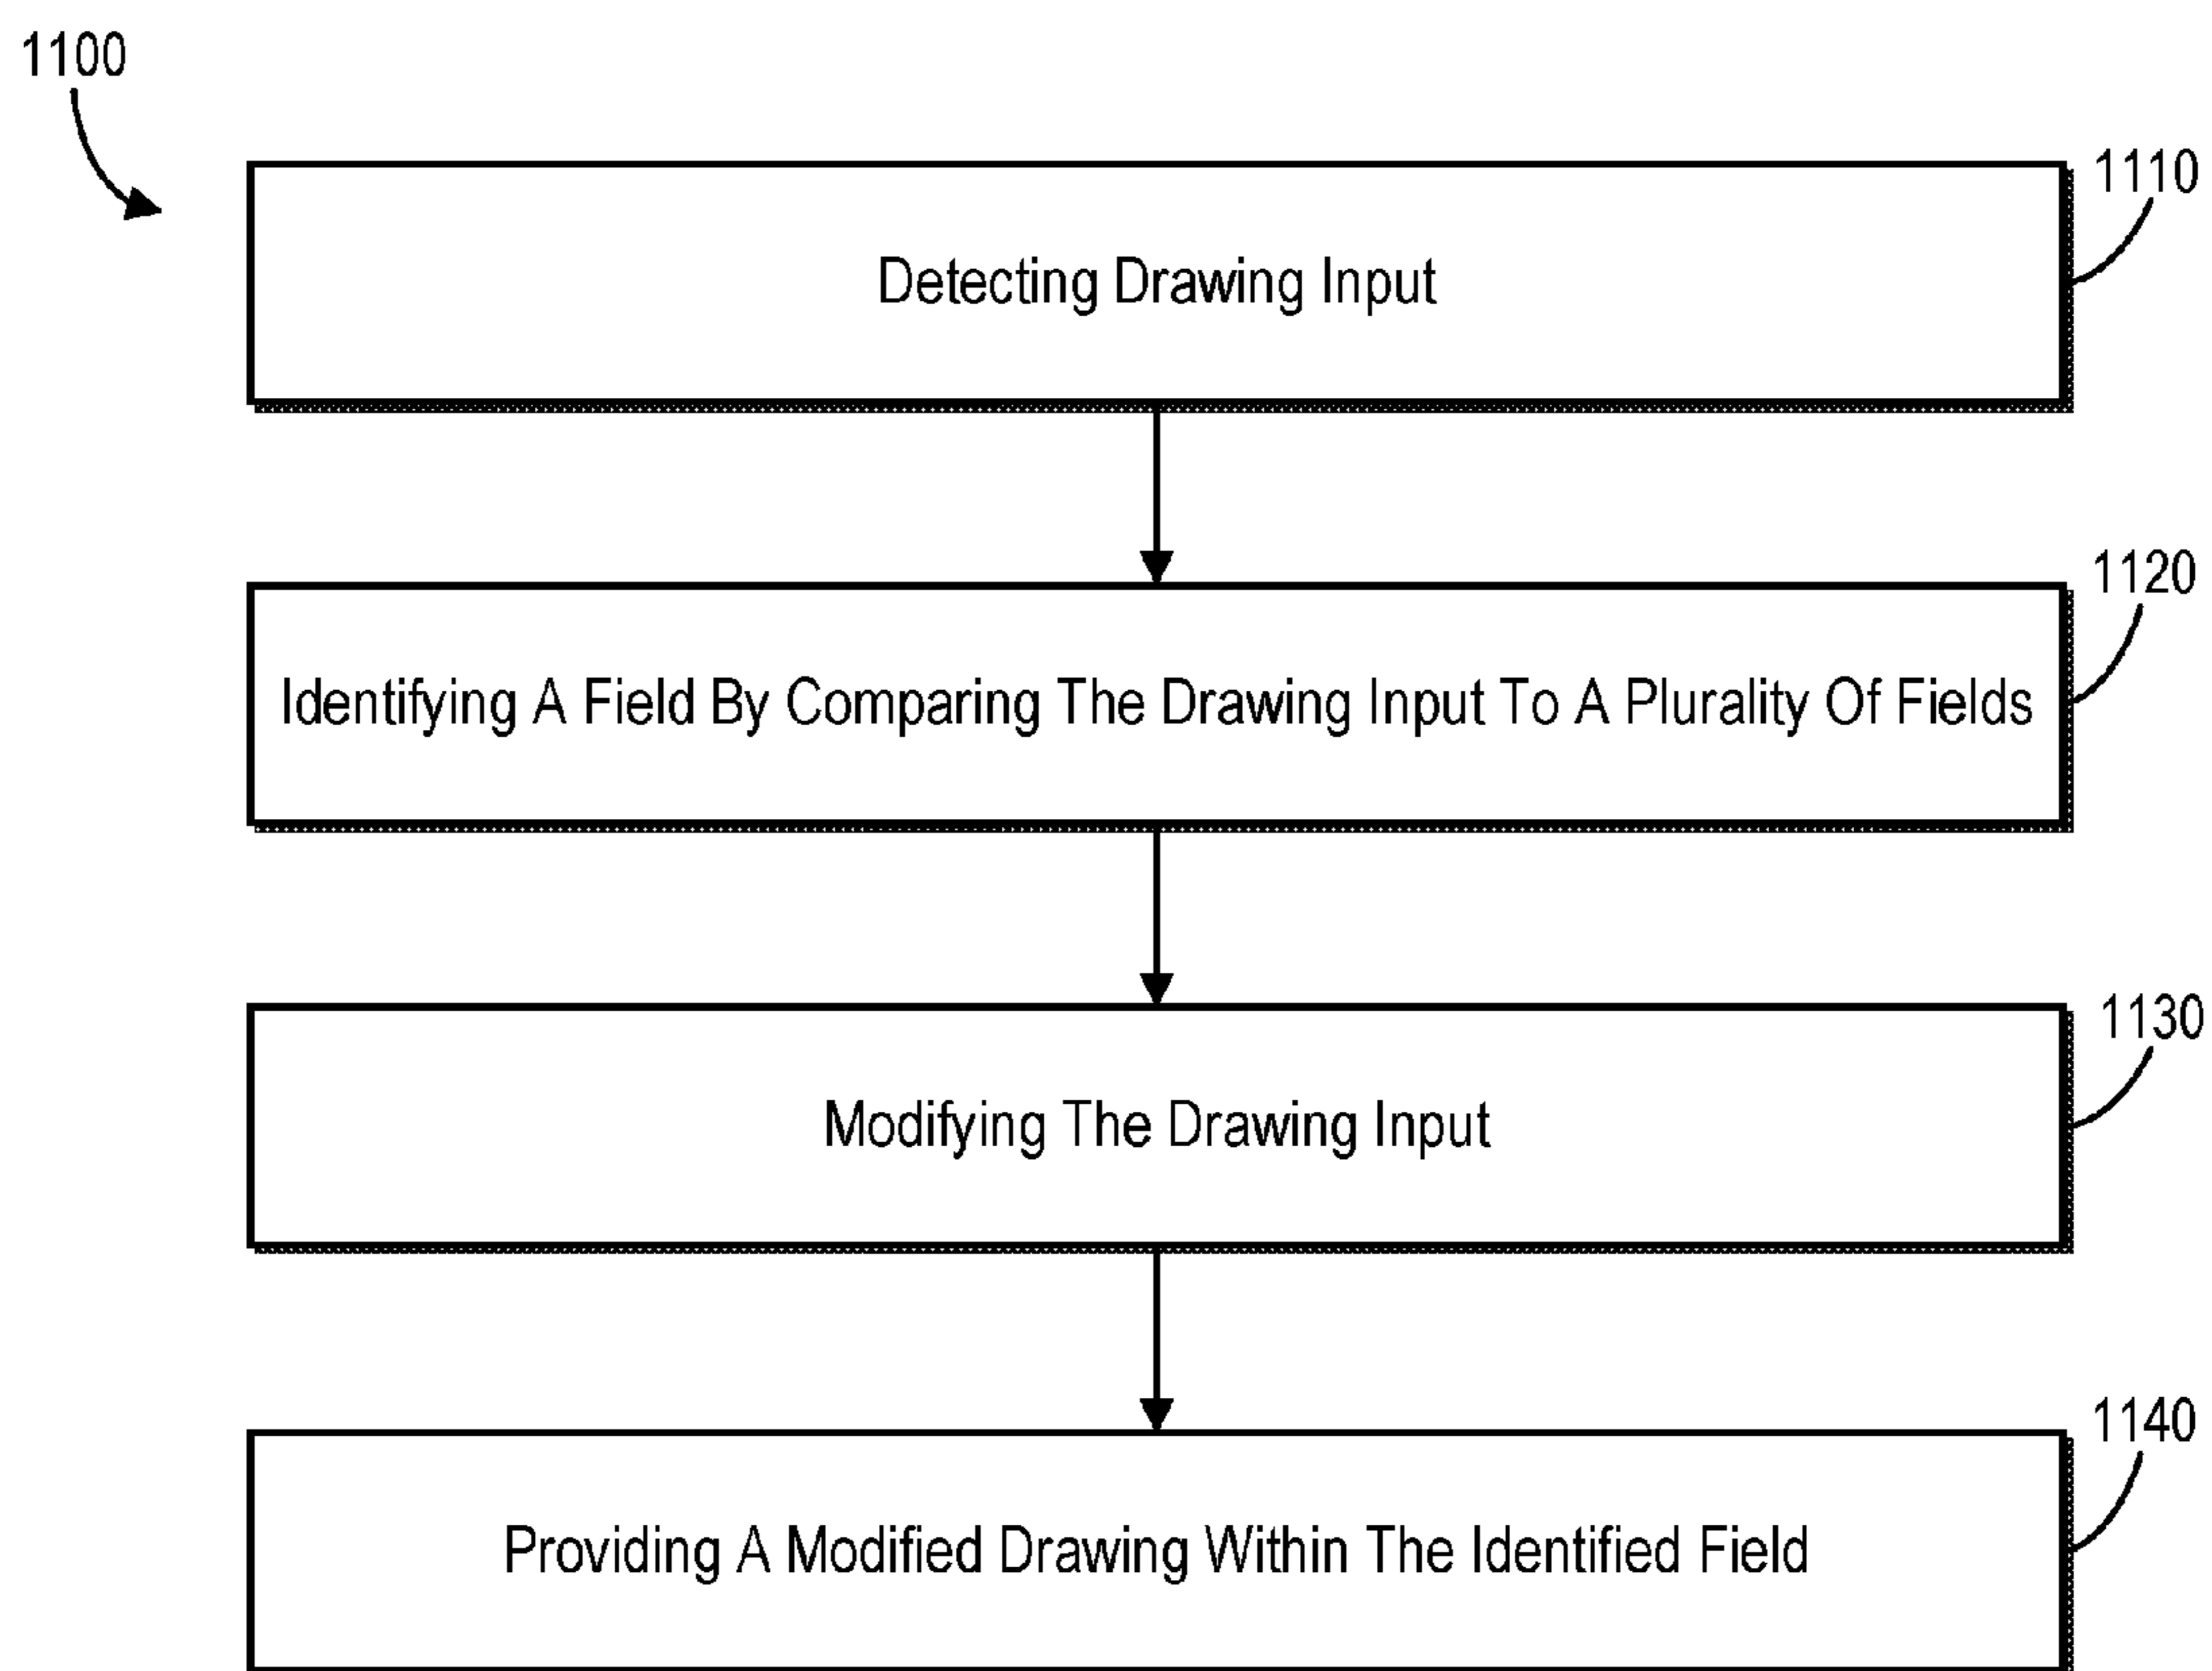 1100
1110
Detecting Drawing Input
1120
Identifying A Field By Comparing The Drawing Input To A Plurality Of Fields
1130
Modifying The Drawing Input
1140
Providing A Modified Drawing Within The Identified Field